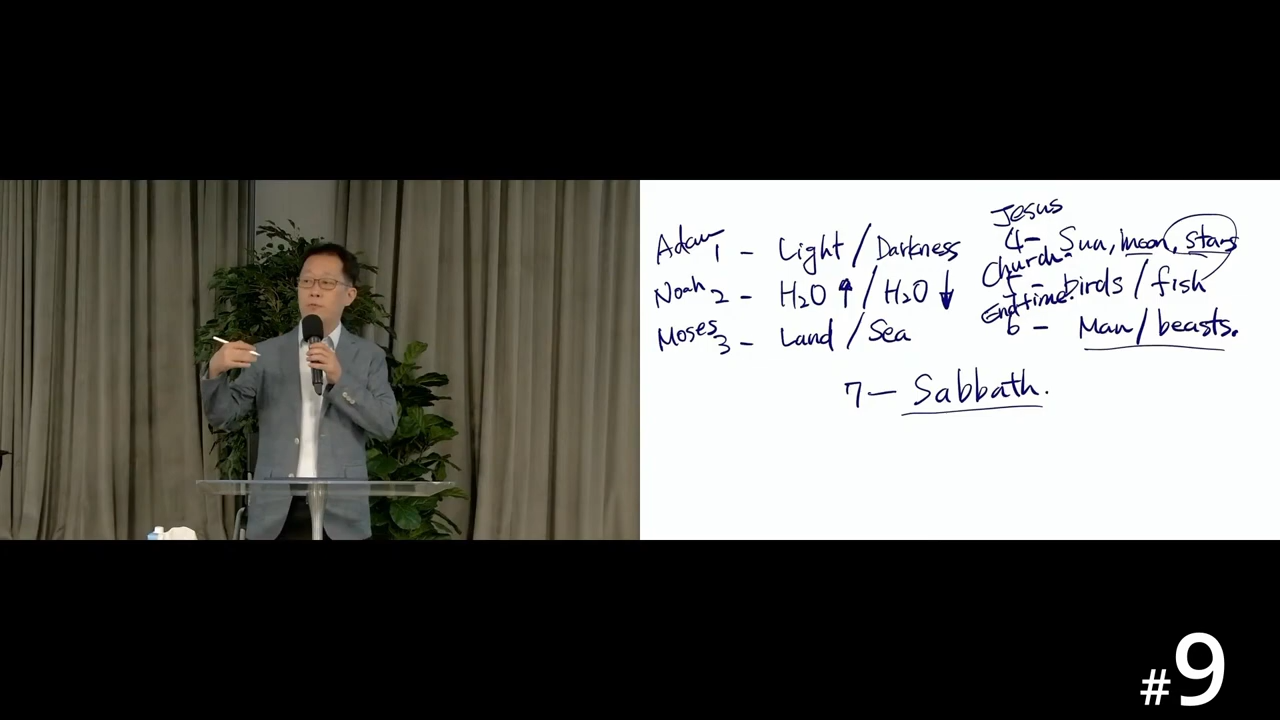 Adam 1 - Light / Darkness
Noah 2 - H2O ↑ / H2O ↓
Moses 3 - Land / Sea
Jesus
4 - Sun, moon, stars
Church
5 - birds / fish
Endtime.
6 - Man / beasts.
7 - Sabbath.
#9